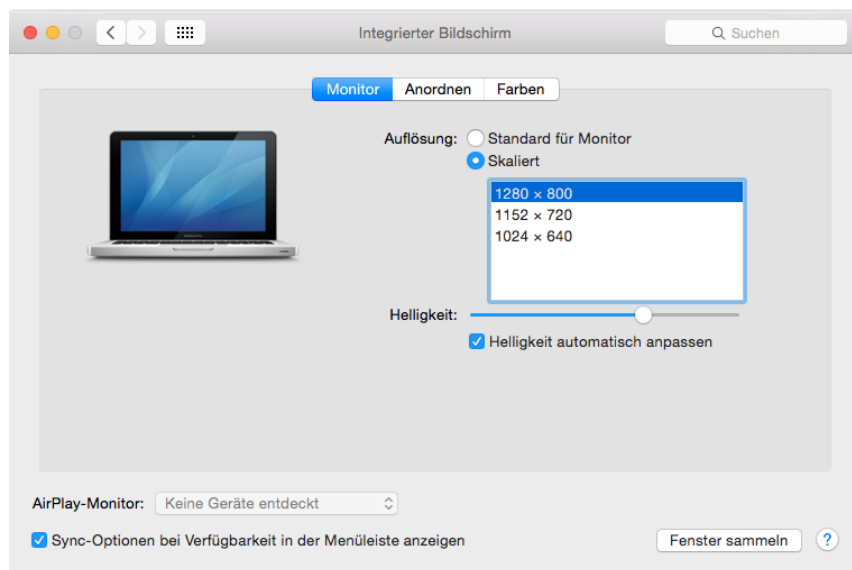 Integrierter Bildschirm
Suchen
Monitor Anordnen Farben
Auflösung: Standard für Monitor
Skaliert
1280 × 800
1152 × 720
1024 × 640
Helligkeit:
Helligkeit automatisch anpassen
AirPlay-Monitor: Keine Geräte entdeckt
Sync-Optionen bei Verfügbarkeit in der Menüleiste anzeigen
Fenster sammeln ?